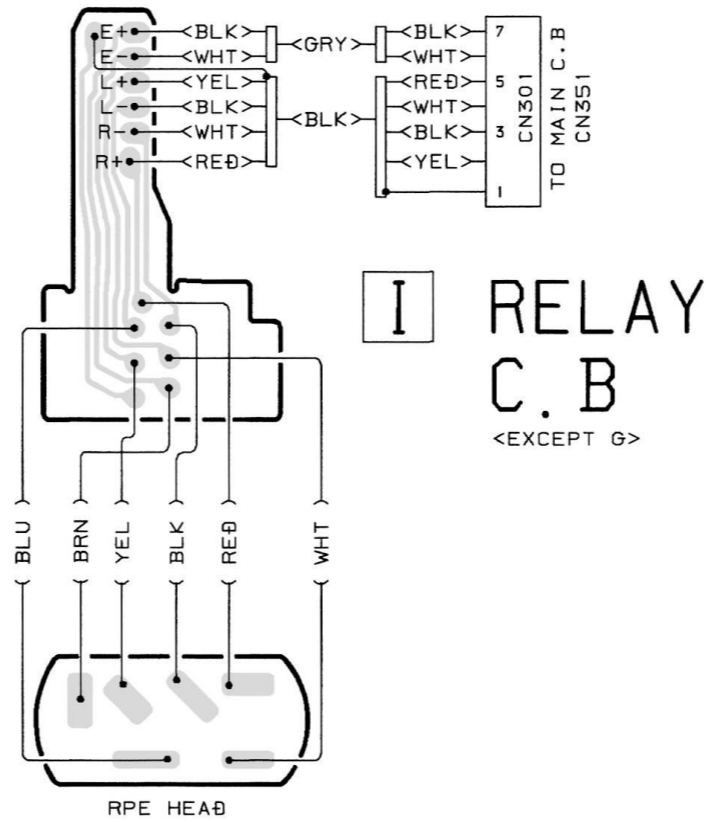 E+ <BLK> <GRY> <BLK> 7
E- <WHT> <WHT>
L+ <YEL> <RED> 5
L- <BLK> <BLK> <WHT>
R- <WHT> <BLK> 3
R+ <RED> <YEL>
1
CN301
TO MAIN C.B
CN351
I RELAY
C.B
<EXCEPT G>
<BLU>
<BRN>
<YEL>
<BLK>
<RED>
<WHT>
RPE HEAD